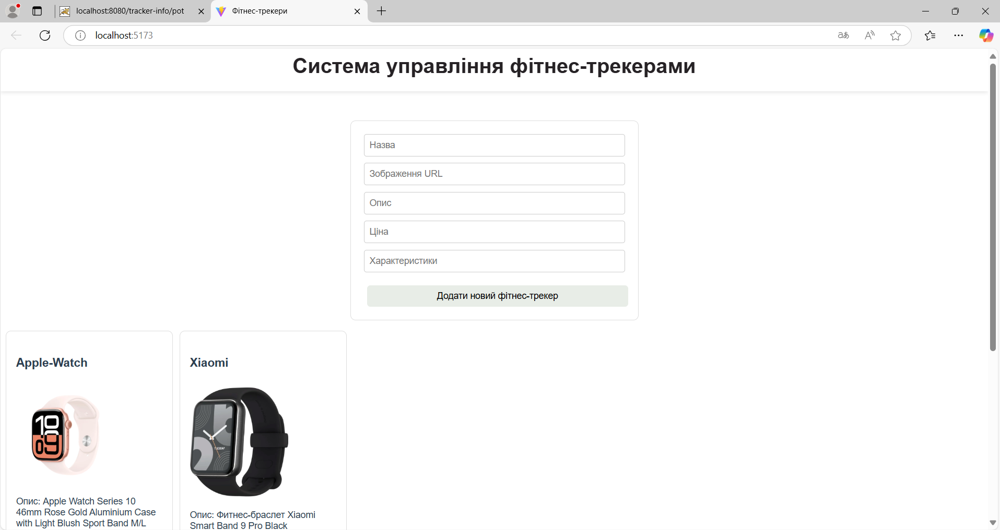 localhost:8080/tracker-info/pot
Фітнес-трекери
localhost:5173
Система управління фітнес-трекерами
Назва
Зображення URL
Опис
Ціна
Характеристики
Додати новий фітнес-трекер
Apple-Watch
10
09
Опис: Apple Watch Series 10
46mm Rose Gold Aluminium Case
with Light Blush Sport Band M/L
Xiaomi
TUESDAY
Опис: Фитнес-браслет Xiaomi
Smart Band 9 Pro Black